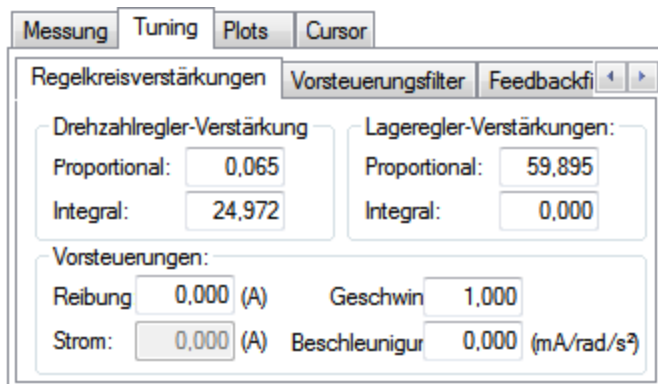 Messung Tuning Plots Cursor
Regelkreisverstärkungen Vorsteuerungsfilter Feedbackfi
Drehzahlregler-Verstärkung Lageregler-Verstärkungen:
Proportional: 0,065 Proportional: 59,895
Integral: 24,972 Integral: 0,000
Vorsteuerungen:
Reibung 0,000 (A) Geschwin 1,000
Strom: 0,000 (A) Beschleunigur 0,000 (mA/rad/s²)